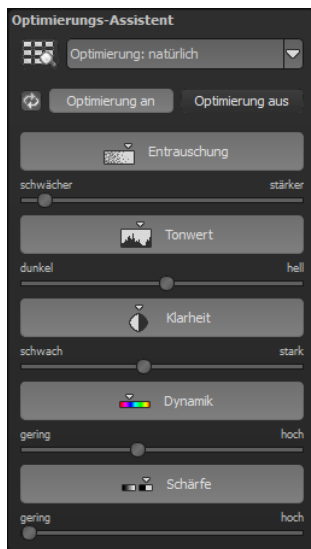 Optimierungs-Assistent
Optimierung: natürlich
Optimierung an Optimierung aus
Entrauschung
schwächer stärker
Tonwert
dunkel hell
Klarheit
schwach stark
Dynamik
gering hoch
Schärfe
gering hoch